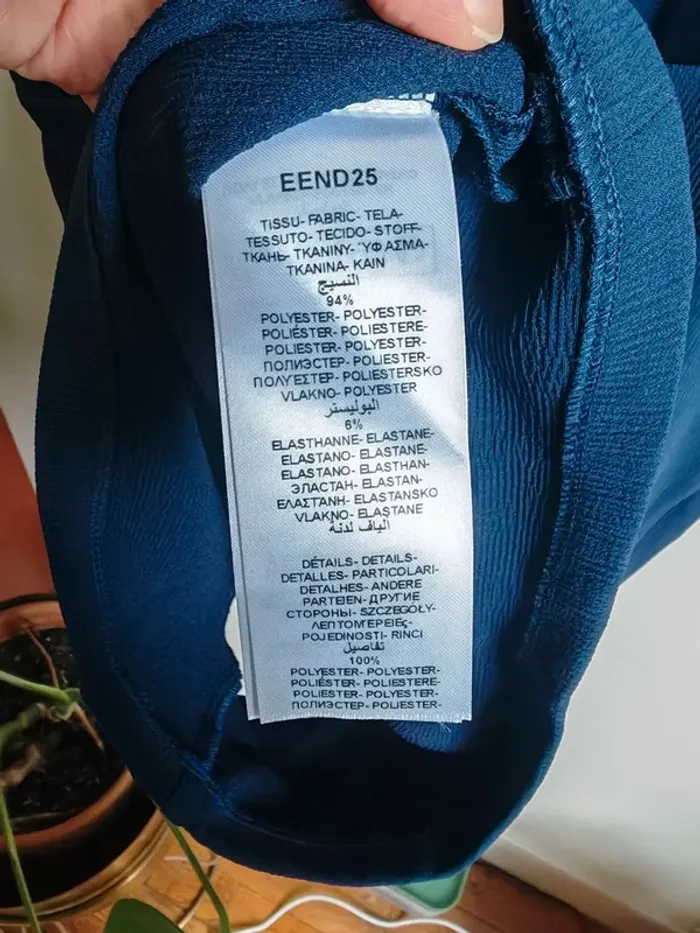 EEND25
TISSU- FABRIC- TELA-
TESSUTO- TECIDO- STOFF-
ТКАНЬ- TKANINY- ΎΦΑΣΜΑ-
TKANINA- KAIN
النسيج
94%
POLYESTER- POLYESTER-
POLIÉSTER- POLIESTERE-
POLIESTER- POLYESTER-
ПОЛИЭСТЕР- POLIESTER-
ΠΟΛΥΕΣΤΕΡ- POLIESTERSKO
VLAKNO- POLYESTER
البوليستر
6%
ELASTHANNE- ELASTANE-
ELASTANO- ELASTANE-
ELASTANO- ELASTHAN-
ЭЛАСТАН- ELASTAN-
ΕΛΑΣΤΑΝΗ- ELASTANSKO
VLAKNO- ELASTANE
الياف لدنة
DÉTAILS- DETAILS-
DETALLES- PARTICOLARI-
DETALHES- ANDERE
PARTEIEN- ДРУГИЕ
СТОРОНЫ- SZCZEGÓŁY-
ΛΕΠΤΟΜΈΡΕΙΕς-
POJEDINOSTI- RINCI
تفاصيل
100%
POLYESTER- POLYESTER-
POLIÉSTER- POLIESTERE-
POLIESTER- POLYESTER-
ПОЛИЭСТЕР- POLIESTER-